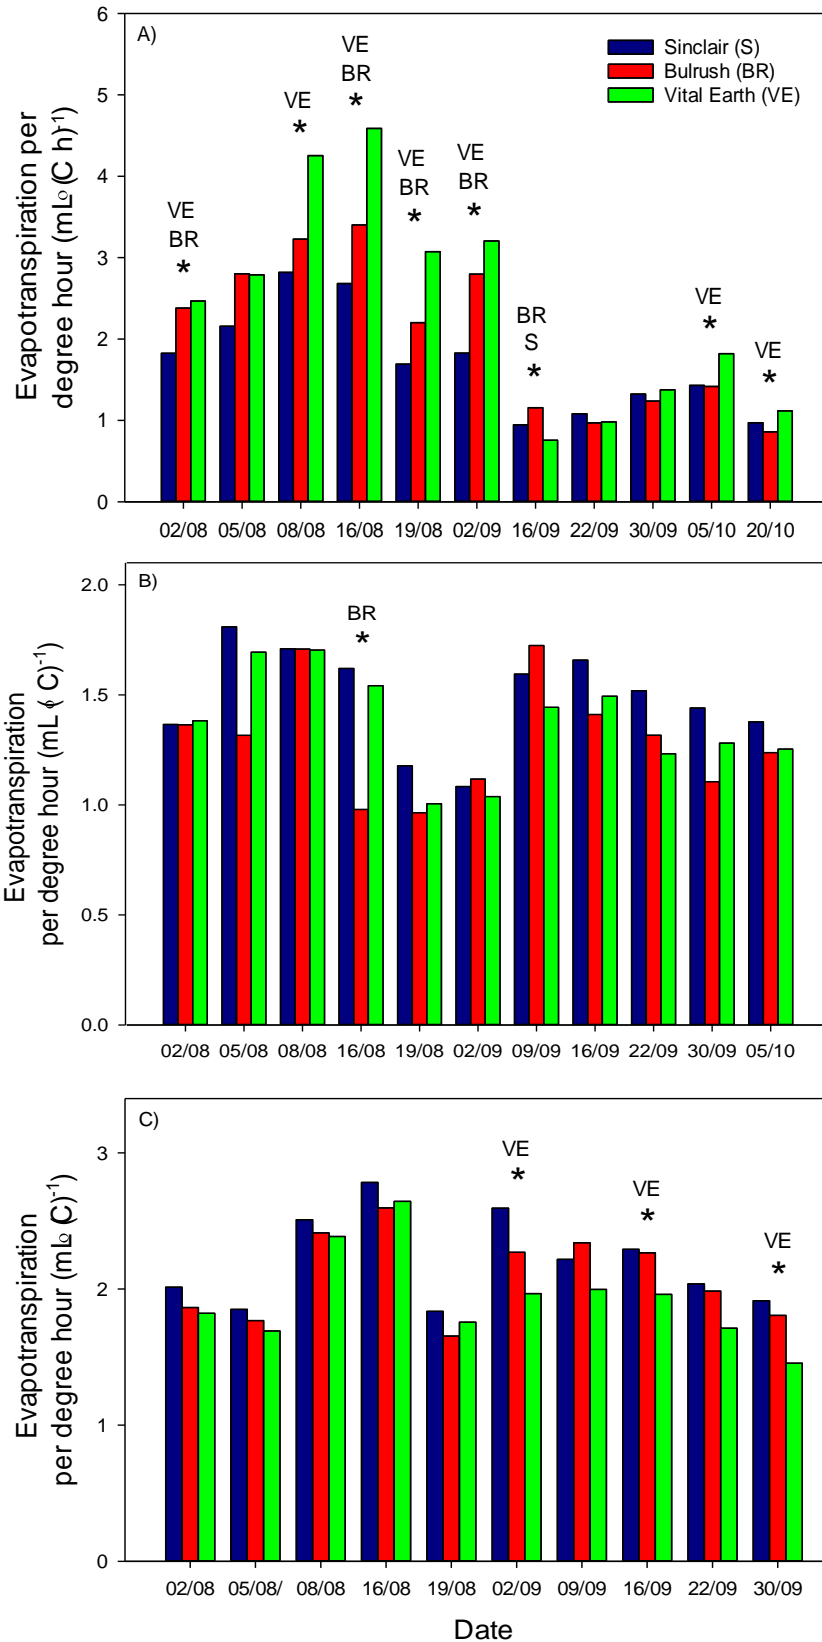 A)
Sinclair (S)
Bulrush (BR)
Vital Earth (VE)
Evapotranspiration per
degree hour (mLo (C h)-1)
6
5
4
3
2
1
0
VE
BR
*
VE
*
VE
BR
*
VE
BR
*
VE
BR
*
BR
S
*
VE
*
VE
*
02/08 05/08 08/08 16/08 19/08 02/09 16/09 22/09 30/09 05/10 20/10
B)
Evapotranspiration
per degree hour (mL C)-1)
2.0
1.5
1.0
0.5
0.0
BR
*
02/08 05/08 08/08 16/08 19/08 02/09 09/09 16/09 22/09 30/09 05/10
C)
Evapotranspiration
per degree hour (mLo C)-1)
3
2
1
0
VE
*
VE
*
VE
*
02/08 05/08/ 08/08 16/08 19/08 02/09 09/09 16/09 22/09 30/09
Date